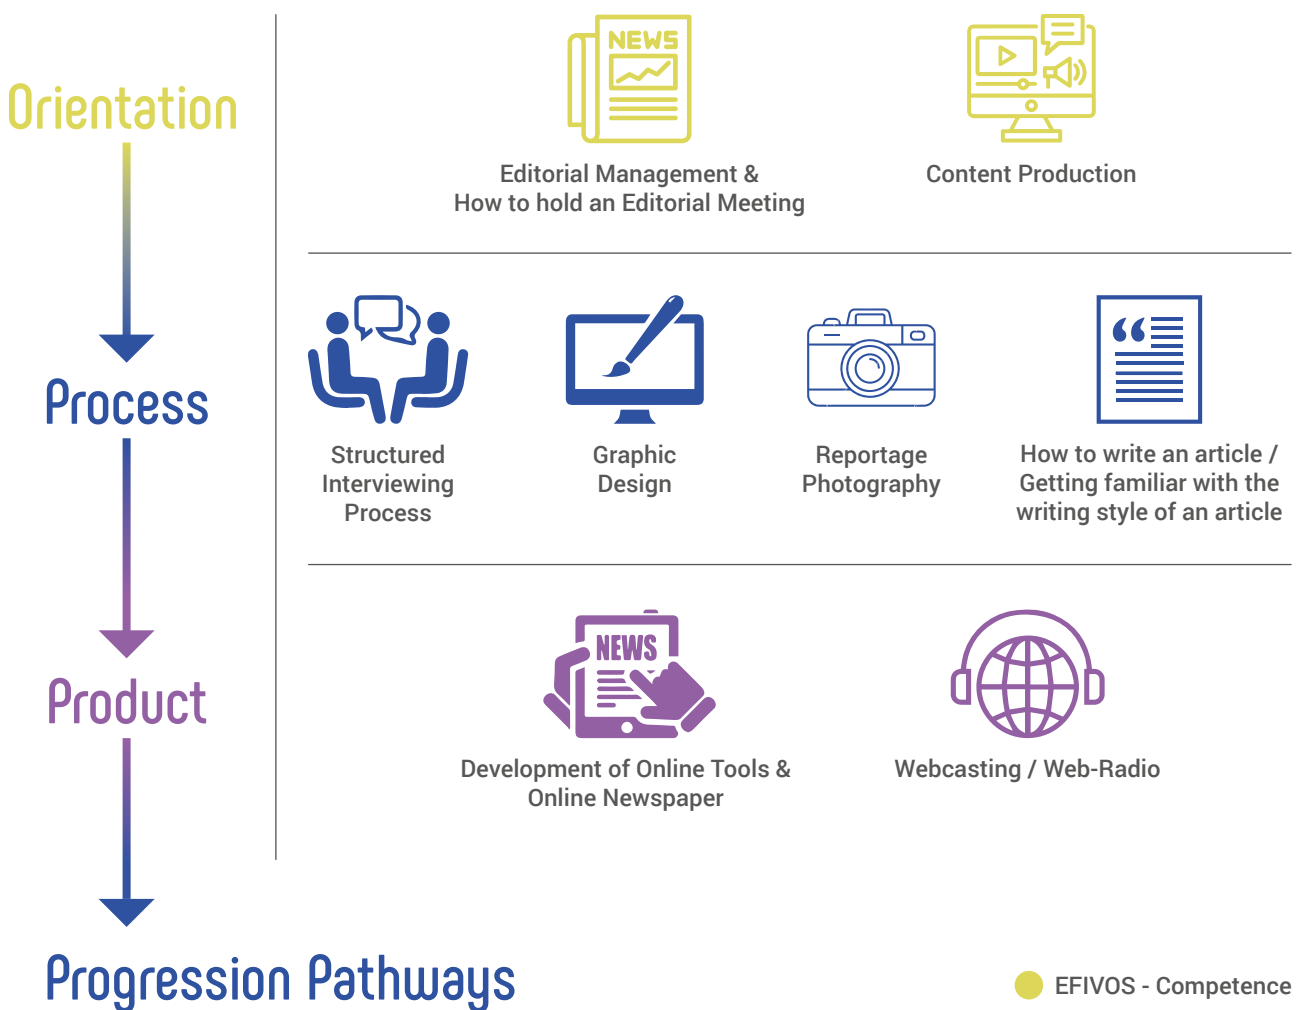 Orientation
NEWS
Editorial Management &
How to hold an Editorial Meeting
Content Production
Process
Structured
Interviewing
Process
Graphic
Design
Reportage
Photography
How to write an article /
Getting familiar with the
writing style of an article
Product
NEWS
Development of Online Tools &
Online Newspaper
Webcasting / Web-Radio
Progression Pathways
EFIVOS - Competence